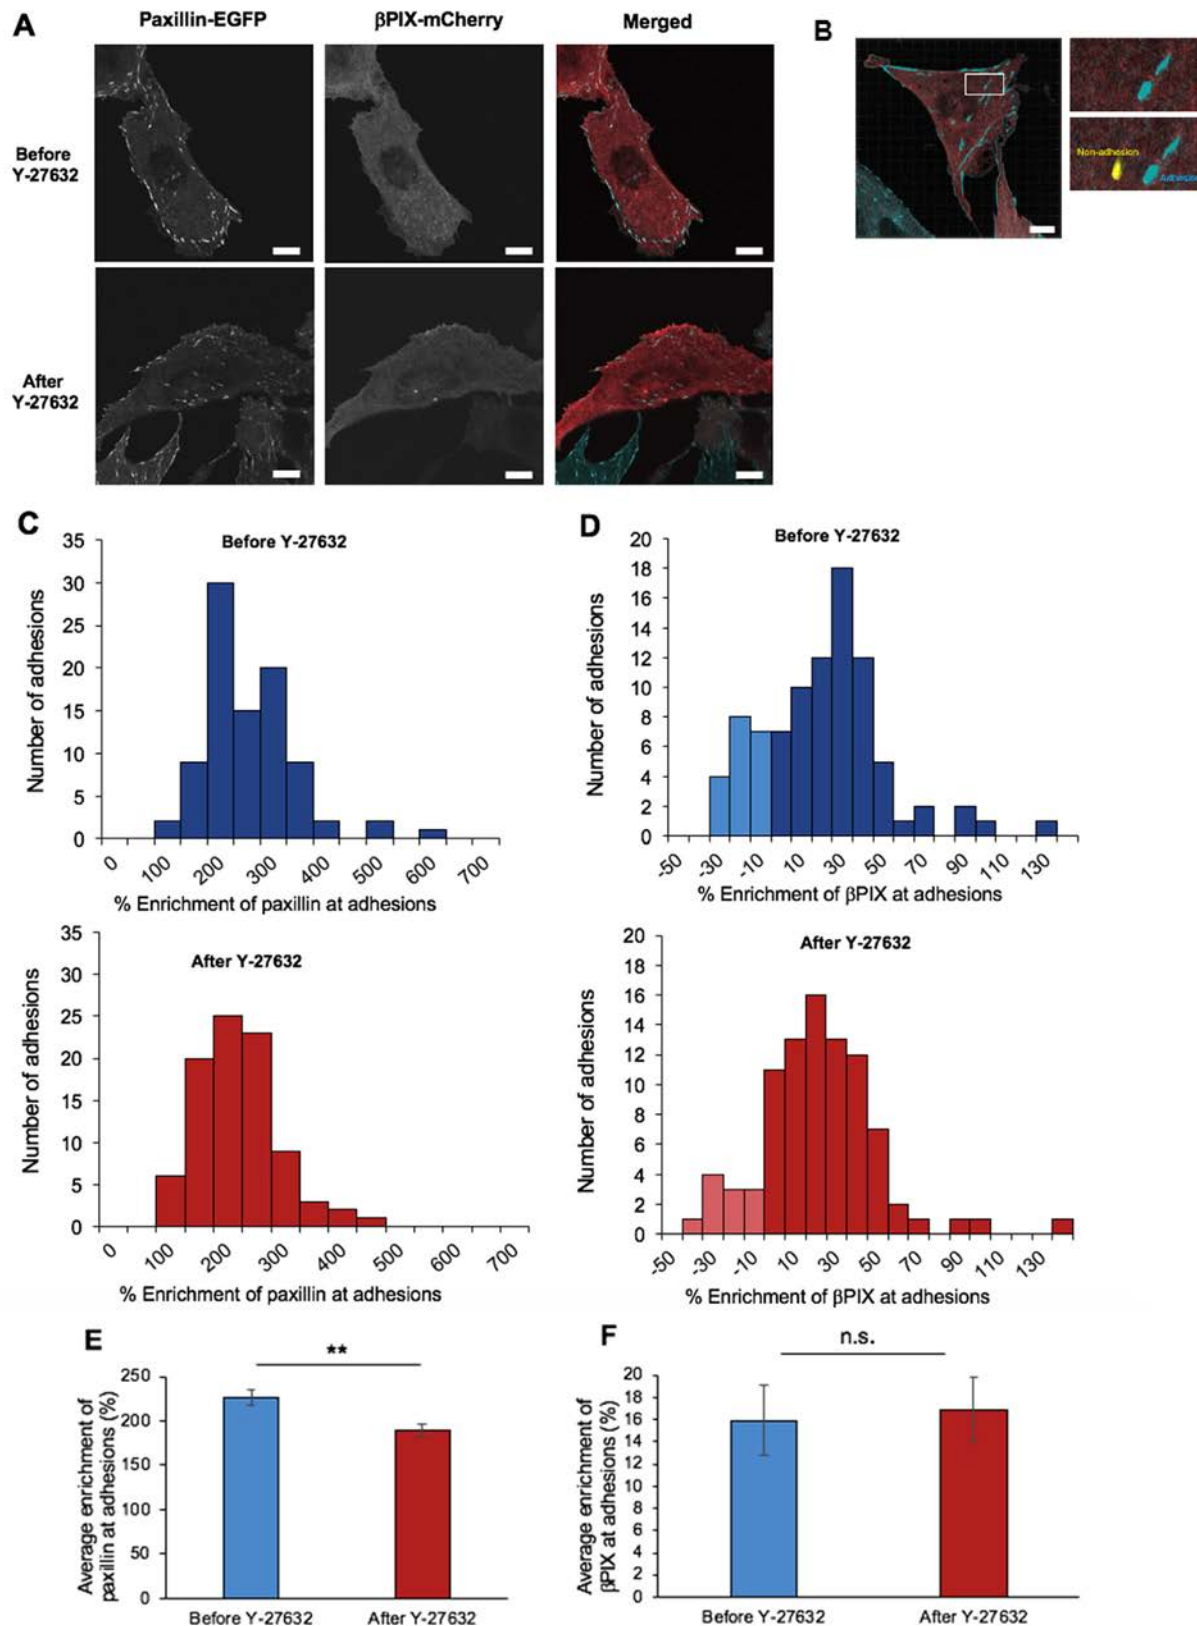 A
Paxillin-EGFP
βPIX-mCherry
Merged
B
Before
Y-27632
After
Y-27632
Non-adhesion
C
Before Y-27632
Number of adhesions
35
30
25
20
15
10
5
0
0
100
200
300
400
500
600
700
% Enrichment of paxillin at adhesions
D
Before Y-27632
Number of adhesions
20
18
16
14
12
10
8
6
4
2
0
-50
-30
-10
10
30
50
70
90
110
130
% Enrichment of βPIX at adhesions
After Y-27632
Number of adhesions
35
30
25
20
15
10
5
0
0
100
200
300
400
500
600
700
% Enrichment of paxillin at adhesions
After Y-27632
Number of adhesions
20
18
16
14
12
10
8
6
4
2
0
-50
-30
-10
10
30
50
70
90
110
130
% Enrichment of βPIX at adhesions
E
**
Average enrichment of
paxillin at adhesions (%)
250
200
150
100
50
0
Before Y-27632
After Y-27632
F
n.s.
Average enrichment of
βPIX at adhesions (%)
20
18
16
14
12
10
8
6
4
2
0
Before Y-27632
After Y-27632